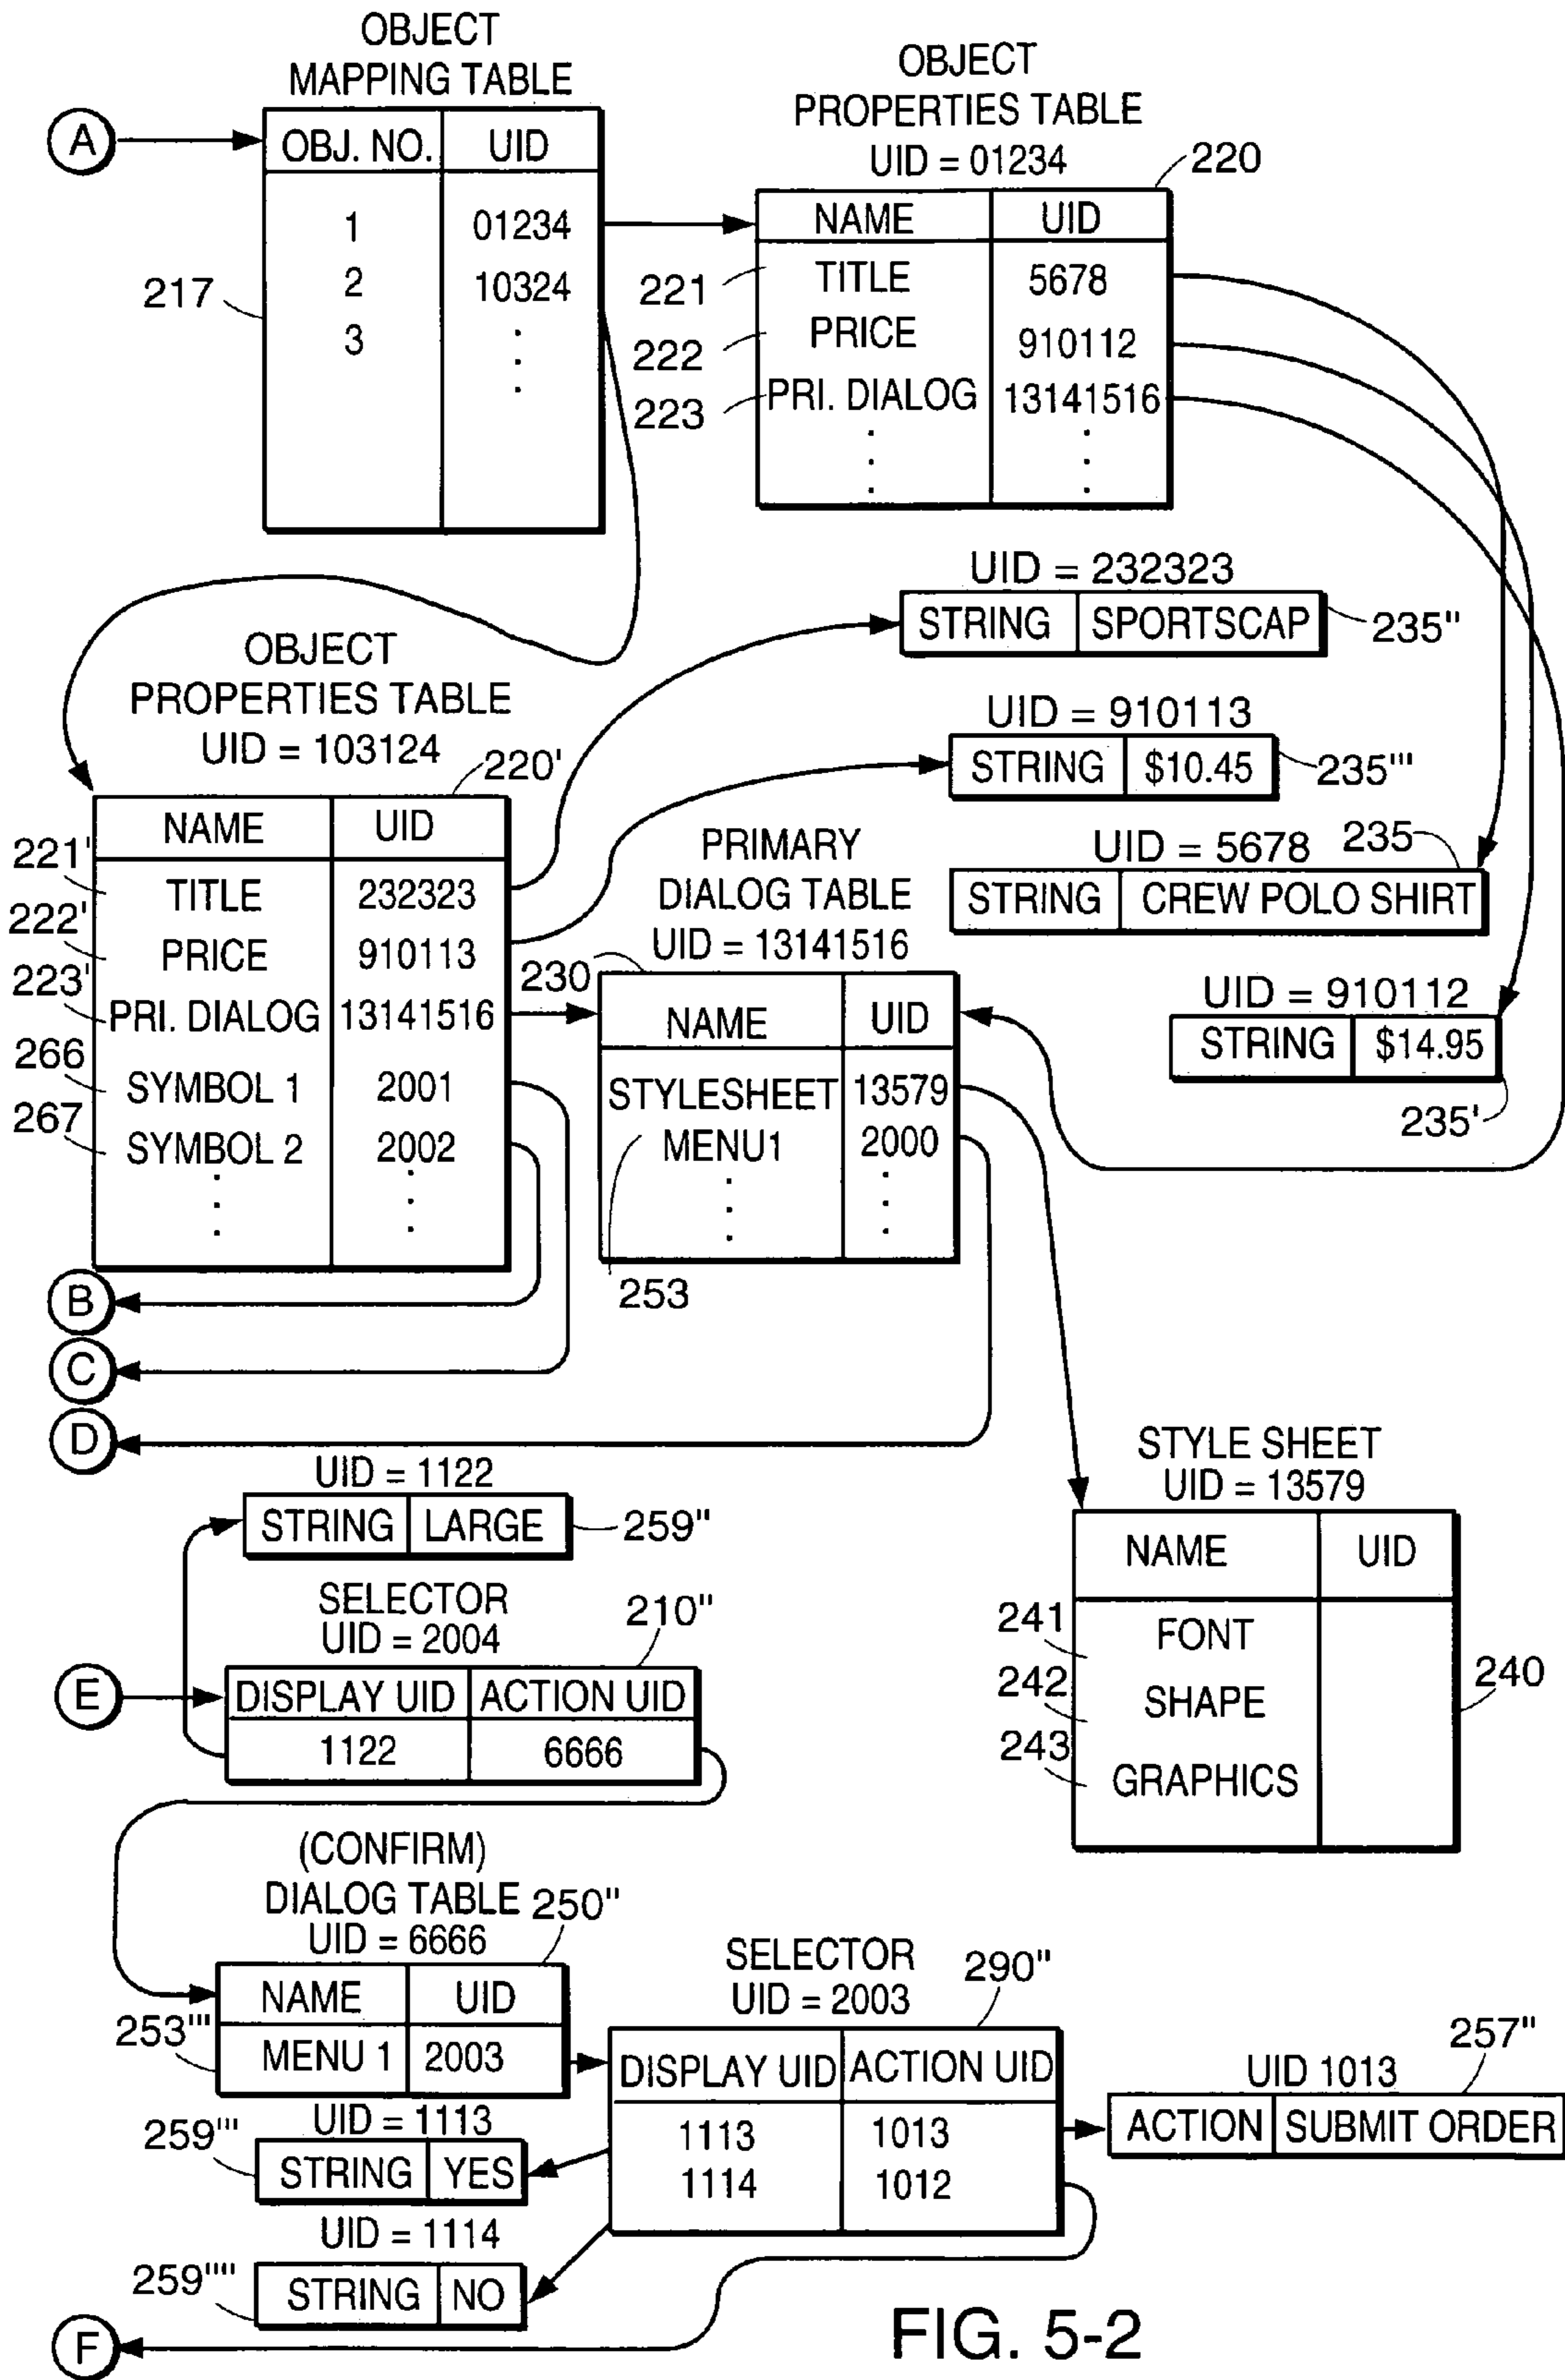 OBJECT
MAPPING TABLE
A
OBJ. NO. UID
1 01234
2 10324
3
217
OBJECT
PROPERTIES TABLE
UID = 01234
220
NAME UID
221 TITLE 5678
222 PRICE 910112
223 PRI. DIALOG 13141516
UID = 232323
STRING SPORTSCAP
235"
UID = 910113
STRING $10.45
235'''
UID = 5678
235
STRING CREW POLO SHIRT
UID = 910112
STRING $14.95
235'
OBJECT
PROPERTIES TABLE
UID = 103124
220'
NAME UID
221' TITLE 232323
222' PRICE 910113
223' PRI. DIALOG 13141516
266 SYMBOL 1 2001
267 SYMBOL 2 2002
PRIMARY
DIALOG TABLE
UID = 13141516
230
NAME UID
STYLESHEET 13579
MENU1 2000
253
B
C
D
STYLE SHEET
UID = 13579
NAME UID
241 FONT
242 SHAPE
243 GRAPHICS
240
UID = 1122
STRING LARGE
259"
SELECTOR
UID = 2004
210"
E
DISPLAY UID ACTION UID
1122 6666
(CONFIRM)
DIALOG TABLE
UID = 6666
250"
NAME UID
253''' MENU 1 2003
SELECTOR
UID = 2003
290"
DISPLAY UID ACTION UID
1113 1013
1114 1012
UID 1013
257"
ACTION SUBMIT ORDER
UID = 1113
259''' STRING YES
UID = 1114
259'''' STRING NO
F
FIG. 5-2